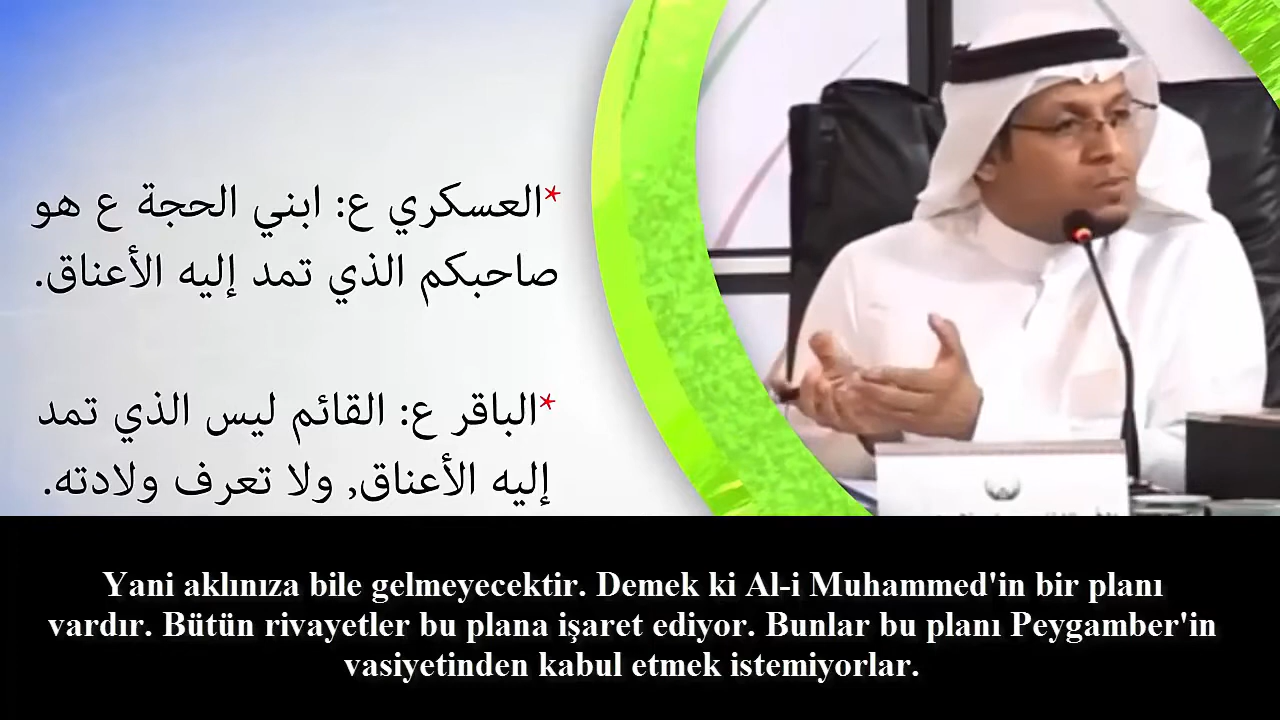 *العسكري ع: ابني الحجة ع هو
صاحبكم الذي تمد إليه الأعناق.
*الباقر ع: القائم ليس الذي تمد
إليه الأعناق, ولا تعرف ولادته.
Yani aklınıza bile gelmeyecektir. Demek ki Al-i Muhammed'in bir planı
vardır. Bütün rivayetler bu plana işaret ediyor. Bunlar bu planı Peygamber'in
vasiyetinden kabul etmek istemiyorlar.